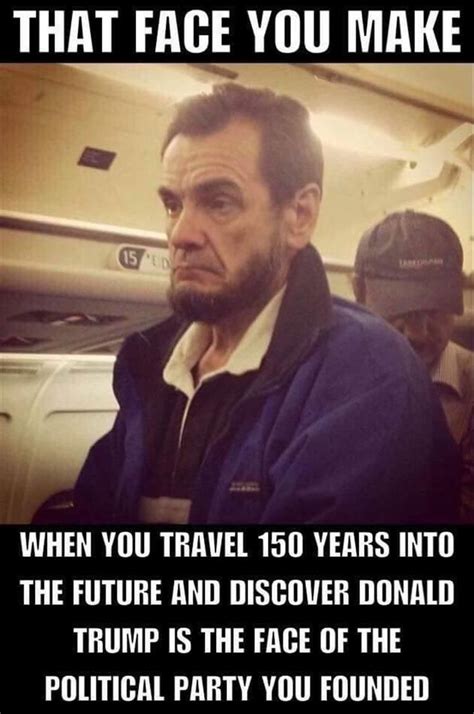 THAT FACE YOU MAKE
15
WHEN YOU TRAVEL 150 YEARS INTO
THE FUTURE AND DISCOVER DONALD
TRUMP IS THE FACE OF THE
POLITICAL PARTY YOU FOUNDED